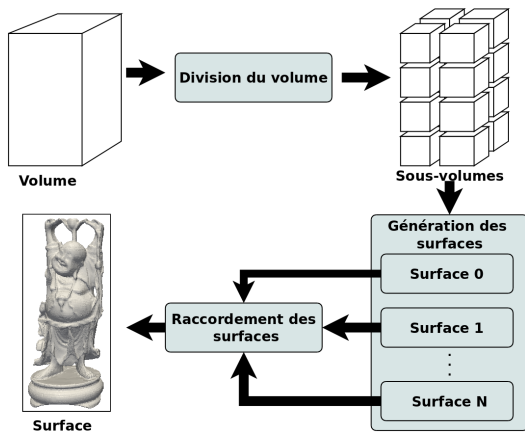 Division du volume
Volume
Sous-volumes
Génération des
surfaces
Surface 0
Surface 1
Surface N
Raccordement des
surfaces
Surface